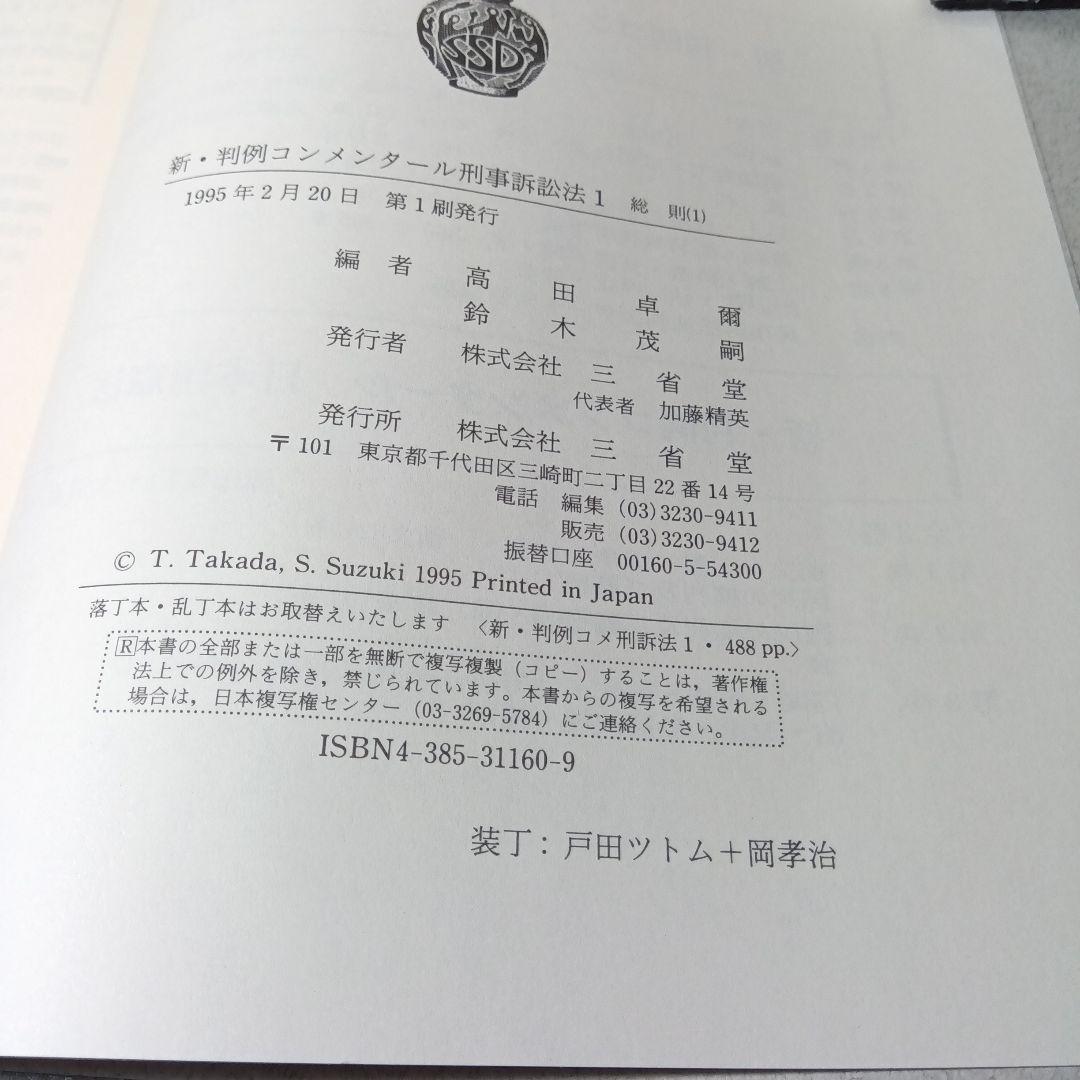 SSD
新・判例コンメンタール刑事訴訟法1 総 則(1)
1995年2月20日 第1刷発行
編 者 高 田 卓 爾
鈴 木 茂 嗣
発行者 株式会社 三 省 堂
代表者 加藤精英
発行所 株式会社 三 省 堂
〒101 東京都千代田区三崎町二丁目22番14号
電話 編集 (03)3230-9411
販売 (03)3230-9412
振替口座 00160-5-54300
© T. Takada, S. Suzuki 1995 Printed in Japan
落丁本・乱丁本はお取替えいたします 〈新・判例コメ刑訴法1・488 pp.〉
R本書の全部または一部を無断で複写複製（コピー）することは，著作権
法上での例外を除き，禁じられています。本書からの複写を希望される
場合は，日本複写権センター（03-3269-5784）にご連絡ください。
ISBN4-385-31160-9
装丁：戸田ツトム＋岡孝治